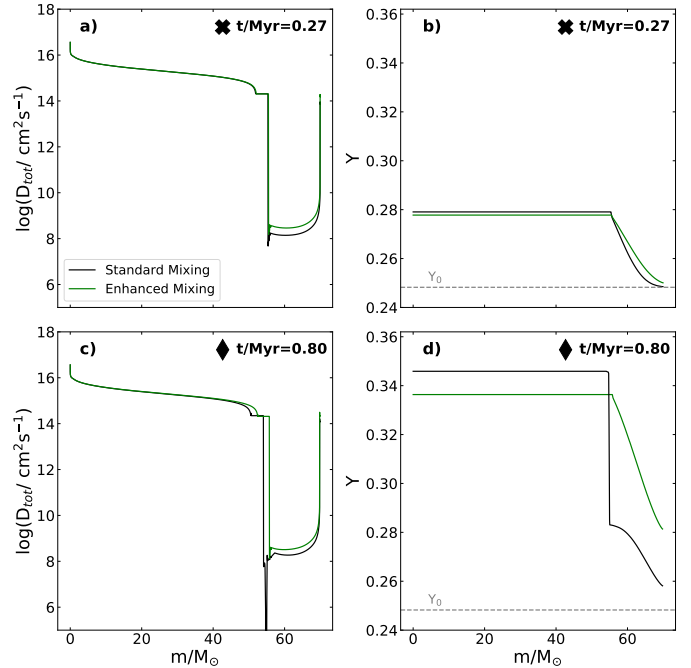 a) ✖ t/Myr=0.27
18
16
14
12
10
8
6
log(D_tot/ cm²s⁻¹)
Standard Mixing
Enhanced Mixing
b) ✖ t/Myr=0.27
0.36
0.34
0.32
0.30
0.28
0.26
0.24
Y
Y₀
c) ♦ t/Myr=0.80
18
16
14
12
10
8
6
log(D_tot/ cm²s⁻¹)
0 20 40 60
m/M⊙
d) ♦ t/Myr=0.80
0.36
0.34
0.32
0.30
0.28
0.26
0.24
Y
Y₀
0 20 40 60
m/M⊙